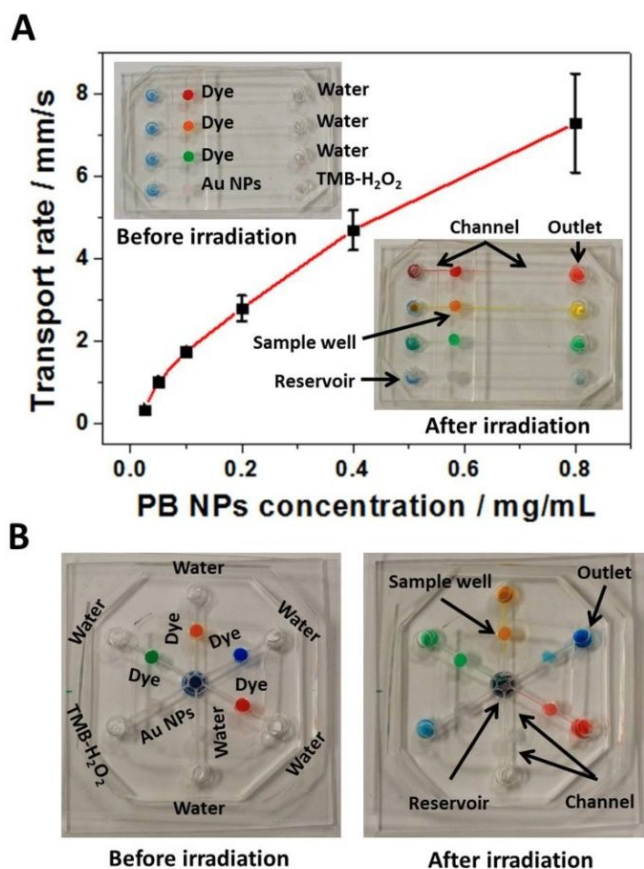 A
Transport rate / mm/s
8
6
4
2
0
0.0 0.2 0.4 0.6 0.8
PB NPs concentration / mg/mL
Dye Water
Dye Water
Dye Water
Au NPs TMB-H₂O₂
Before irradiation
Channel Outlet
Sample well
Reservoir
After irradiation
B
Water
Water Dye Dye Water
Dye Dye
TMB-H₂O₂ Au NPs Water Water
Water
Before irradiation
Sample well Outlet
Reservoir Channel
After irradiation